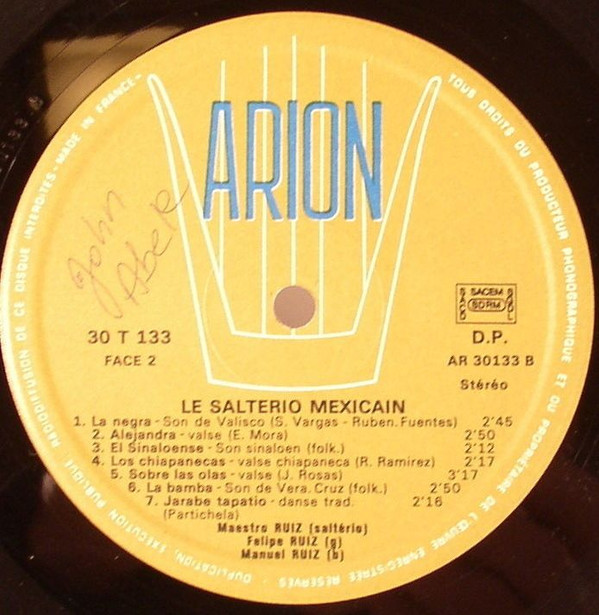 ARION
John
Abele
30 T 133
FACE 2
SACEM
SDRM
SACD
SGDL
D.P.
AR 30133 B
Stéréo
LE SALTERIO MEXICAIN
1. La negra - Son de Valisco (S. Vargas - Ruben. Fuentes) 2'45
2. Alejandra - valse (E. Mora) 2'50
3. El Sinaloense - Son sinaloen (folk.) 2'12
4. Los chiapanecas - valse chiapaneca (R. Ramirez) 2'17
5. Sobre las olas - valse (J. Rosas) 3'17
6. La bamba - Son de Vera. Cruz (folk.) 2'50
7. Jarabe tapatio - danse trad. 2'16
(Partichela)
Maestro RUIZ (saltério)
Felipe RUIZ (g)
Manuel RUIZ (b)
TOUS DROITS DU PRODUCTEUR PHONOGRAPHIQUE ET DU PROPRIÉTAIRE DE L'ŒUVRE ENREGISTRÉE RÉSERVÉS - DUPLICATION, EXÉCUTION PUBLIQUE, RADIODIFFUSION DE CE DISQUE INTERDITES - MADE IN FRANCE -